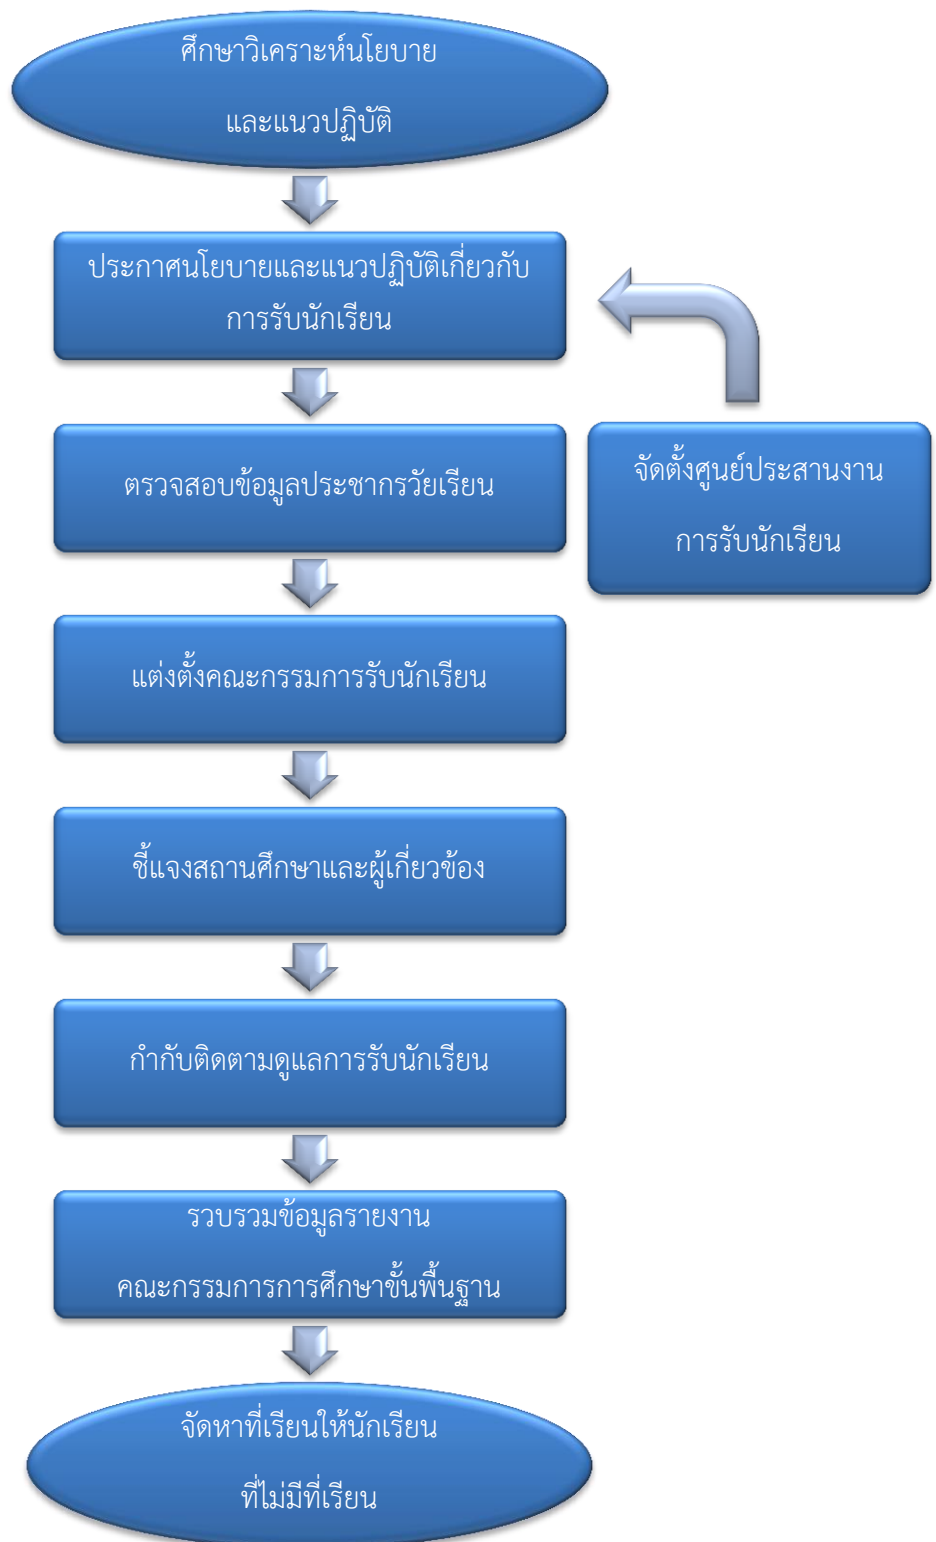 ศึกษาวิเคราะห์นโยบาย
และแนวปฏิบัติ
ประกาศนโยบายและแนวปฏิบัติเกี่ยวกับ
การรับนักเรียน
ตรวจสอบข้อมูลประชากรวัยเรียน
จัดตั้งศูนย์ประสานงาน
การรับนักเรียน
แต่งตั้งคณะกรรมการรับนักเรียน
ชี้แจงสถานศึกษาและผู้เกี่ยวข้อง
กำกับติดตามดูแลการรับนักเรียน
รวบรวมข้อมูลรายงาน
คณะกรรมการการศึกษาขั้นพื้นฐาน
จัดหาที่เรียนให้นักเรียน
ที่ไม่มีที่เรียน